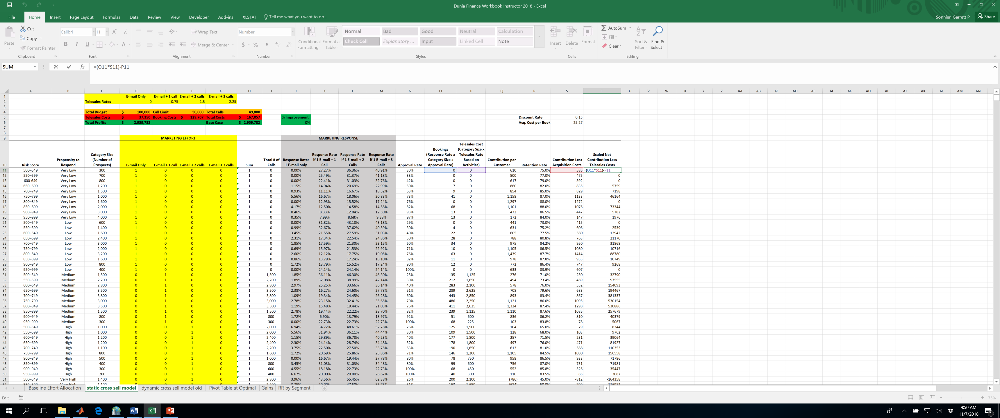 Dunia Finance Workbook Instructor 2018 - Excel
File Home Insert Page Layout Formulas Data Review View Developer Add-ins XLSTAT Tell me what you want to do... Sonnier, Garrett P Share
Cut
Copy
Format Painter
Paste
Calibri 11
Wrap Text
Merge & Center
Number
Conditional Formatting
Format as Table
Normal Bad Good Neutral Calculation
Check Cell Explanatory ... Input Linked Cell Note
Insert Delete Format
AutoSum
Fill
Clear
Sort & Filter
Find & Select
Clipboard Font Alignment Number Styles Cells Editing
SUM =(O11*S11)-P11
A B C D E F G H I J K L M N O P Q R S T U V W X Y Z AA AB AC AD AE AF AG AH AI AJ AK AL AM AN
1 E-mail Only E-mail + 1 call E-mail + 2 calls E-mail + 3 calls
2 Telesales Rates 0 0.75 1.5 2.25
3
4 Total Budget $ 100,000 Call Limit 50,000 Total Calls 49,800
5 Telesales Costs $ 37,350 Booking Costs $ 129,707 Total Costs $ 167,057 % Improvement Discount Rate 0.15
6 Total Profits $ 2,959,782 Base Case $ 2,959,782 0% Acq. Cost per Book 25.27
7
8
9 MARKETING EFFORT MARKETING RESPONSE
10 Risk Score Propensity to Respond Category Size (Number of Prospects) E-mail Only E-mail + 1 call E-mail + 2 calls E-mail + 3 calls Sum Total # of Calls Response Rate: 1 E-mail only Response Rate if 1 E-mail + 1 Call Response Rate if 1 E-mail + 2 Calls Response Rate if 1 E-mail + 3 Calls Approval Rate Bookings (Response Rate x Category Size x Approval Rate) Telesales Cost (Category Size x Telesales Rate Based on Activities) Contribution per Customer Retention Rate Contribution Less Acquisition Costs Scaled Net Contribution Less Telesales Costs
11 500–549 Very Low 300 1 0 0 0 1 0 0.00% 27.27% 36.36% 40.91% 30% 0 0 610 75.0% 585 =(O11*S11)-P11
12 550–599 Very Low 700 1 0 0 0 1 0 0.00% 25.49% 31.37% 41.18% 33% 0 0 500 77.0% 475 0
13 600-649 Very Low 800 1 0 0 0 1 0 0.00% 22.41% 31.03% 32.76% 42% 0 0 617 79.0% 592 0
14 650–699 Very Low 1,200 1 0 0 0 1 0 1.15% 14.94% 20.69% 22.99% 50% 7 0 860 82.0% 835 5759
15 700–749 Very Low 1,500 1 0 0 0 1 0 0.93% 11.11% 16.67% 18.52% 63% 9 0 854 85.0% 829 7198
16 750–799 Very Low 1,000 1 0 0 0 1 0 5.56% 16.67% 18.06% 20.83% 73% 41 0 1,158 87.0% 1133 46164
17 800–849 Very Low 1,600 1 0 0 0 1 0 0.00% 12.93% 15.52% 17.24% 76% 0 0 1,297 88.0% 1272 0
18 850–899 Very Low 2,000 1 0 0 0 1 0 4.17% 12.50% 14.58% 14.58% 82% 68 0 1,101 88.0% 1076 73344
19 900–949 Very Low 3,000 1 0 0 0 1 0 0.46% 8.33% 12.04% 12.50% 93% 13 0 472 86.5% 447 5782
20 950–999 Very Low 4,000 1 0 0 0 1 0 0.35% 7.99% 8.68% 9.38% 97% 13 0 172 84.0% 147 1976
21 500–549 Low 600 1 0 0 0 1 0 0.00% 31.82% 43.18% 43.18% 29% 0 0 441 73.0% 415 0
22 550–599 Low 1,400 1 0 0 0 1 0 0.99% 32.67% 37.62% 40.59% 30% 4 0 631 75.2% 606 2539
23 600–649 Low 1,600 1 0 0 0 1 0 3.45% 21.55% 27.59% 31.03% 40% 22 0 605 77.5% 580 12942
24 650–699 Low 2,400 1 0 0 0 1 0 2.31% 17.34% 22.54% 24.86% 50% 28 0 788 80.8% 763 21170
25 700–749 Low 3,000 1 0 0 0 1 0 1.85% 17.59% 21.30% 23.15% 60% 34 0 975 84.2% 950 31868
26 750–799 Low 2,000 1 0 0 0 1 0 0.69% 15.97% 21.53% 22.92% 71% 10 0 1,105 86.5% 1080 10716
27 800–849 Low 3,200 1 0 0 0 1 0 2.60% 12.12% 17.75% 19.05% 76% 63 0 1,439 87.7% 1414 88780
28 850–899 Low 1,600 1 0 0 0 1 0 0.86% 13.79% 17.24% 18.10% 82% 11 0 978 87.8% 953 10749
29 900–949 Low 800 1 0 0 0 1 0 1.72% 13.79% 15.52% 17.24% 90% 12 0 772 86.4% 747 9268
30 950–999 Low 400 1 0 0 0 1 0 0.00% 24.14% 24.14% 24.14% 100% 0 0 633 83.9% 607 0
31 500–549 Medium 1,500 0 1 0 0 1 1,500 1.85% 36.11% 46.30% 46.30% 25% 135 1,125 276 71.0% 250 32790
32 550–599 Medium 2,200 0 1 0 0 1 2,200 1.89% 32.08% 38.99% 42.14% 30% 212 1,650 494 73.4% 469 97555
33 600–649 Medium 2,800 0 1 0 0 1 2,800 2.97% 25.25% 33.66% 36.14% 40% 283 2,100 578 76.0% 552 154093
34 650–699 Medium 3,500 0 1 0 0 1 3,500 2.38% 16.27% 24.60% 27.78% 51% 289 2,625 708 79.6% 683 194467
35 700–749 Medium 3,800 0 1 0 0 1 3,800 1.09% 19.34% 24.45% 26.28% 60% 443 2,850 893 83.4% 867 381337
36 750–799 Medium 3,000 0 1 0 0 1 3,000 2.78% 23.15% 32.41% 35.65% 70% 486 2,250 1,121 86.0% 1095 530154
37 800–849 Medium 3,500 0 1 0 0 1 3,500 1.19% 15.48% 19.44% 21.03% 76% 411 2,625 1,324 87.4% 1298 530886
38 850–899 Medium 1,500 0 1 0 0 1 1,500 2.78% 19.44% 22.22% 28.70% 82% 239 1,125 1,110 87.6% 1085 257679
39 900–949 Medium 800 0 1 0 0 1 800 1.72% 6.90% 13.79% 18.97% 92% 51 600 836 86.2% 810 40379
40 950–999 Medium 300 0 1 0 0 1 300 0.00% 22.73% 22.73% 22.73% 100% 68 225 103 83.8% 78 5067
41 500–549 High 1,000 0 0 1 0 1 2,000 6.94% 34.72% 48.61% 52.78% 26% 125 1,500 104 65.0% 79 8344
42 550–599 High 1,000 0 0 1 0 1 2,000 5.56% 31.94% 36.11% 44.44% 30% 109 1,500 128 68.0% 103 9762
43 600–649 High 1,200 0 0 1 0 1 2,400 1.15% 29.89% 36.78% 40.23% 40% 177 1,800 257 71.5% 231 39064
44 650–699 High 1,200 0 0 1 0 1 2,400 2.30% 24.14% 28.74% 34.48% 52% 178 1,800 497 76.0% 471 81927
45 700–749 High 1,100 0 0 1 0 1 2,200 3.75% 22.50% 27.50% 33.75% 63% 190 1,650 613 81.0% 588 110353
46 750–799 High 800 0 0 1 0 1 1,600 1.72% 20.69% 25.86% 25.86% 71% 146 1,200 1,105 84.5% 1080 156558
47 800–849 High 500 0 0 1 0 1 1,000 0.00% 16.67% 19.44% 27.78% 80% 78 750 958 86.5% 933 71786
48 850–899 High 400 0 0 1 0 1 800 3.45% 31.03% 31.03% 34.48% 80% 99 600 756 87.0% 731 71981
49 900–949 High 300 0 0 1 0 1 600 4.55% 18.18% 22.73% 22.73% 100% 68 450 552 85.8% 526 35447
50 950–999 High 200 0 0 1 0 1 400 6.67% 20.00% 20.00% 26.67% 100% 40 300 110 83.5% 85 3087
51 500–549 Very High 1,400 0 0 1 0 1 2,800 3.96% 43.56% 55.45% 62.38% 26% 200 2,100 (786) 45.0% -812 -164358
Baseline Effort Allocation static cross sell model dynamic cross sell model old Pivot Table at Optimal Gains RR by Segment
Edit 75%
9:50 AM
11/7/2018